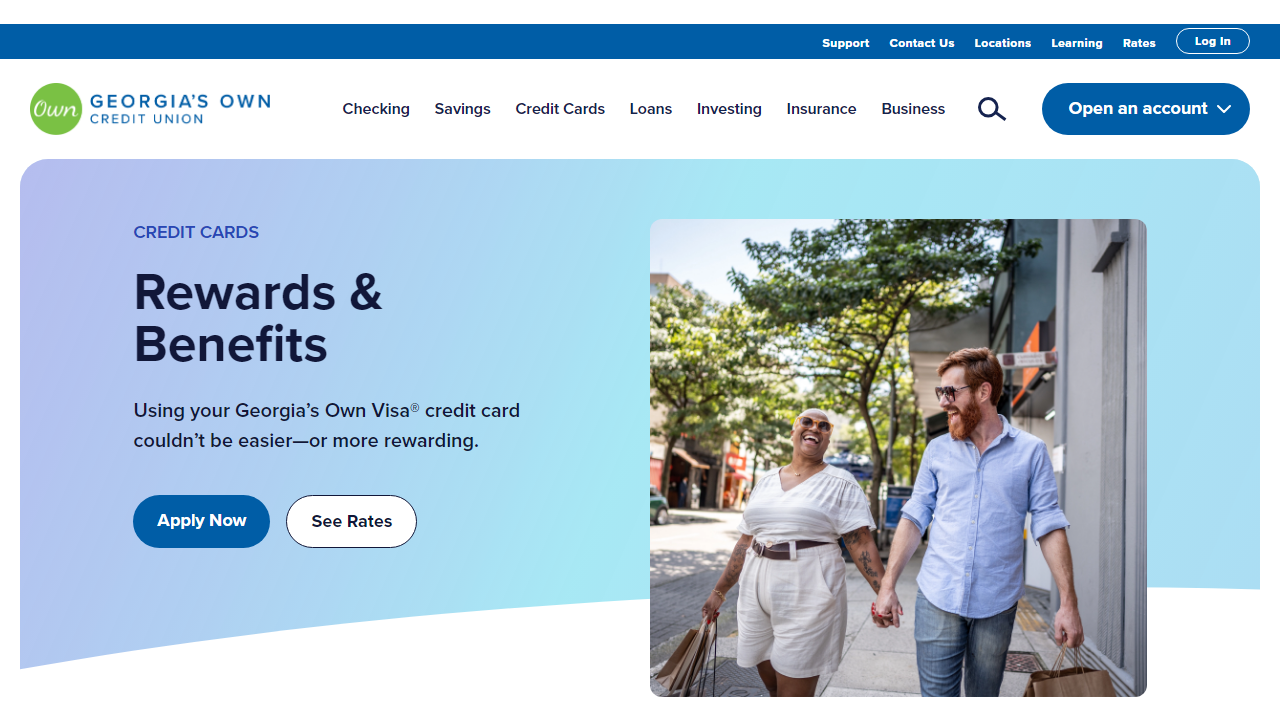 Support Contact Us Locations Learning Rates Log In
Own GEORGIA'S OWN
CREDIT UNION
Checking Savings Credit Cards Loans Investing Insurance Business Open an account
CREDIT CARDS
Rewards &
Benefits
Using your Georgia’s Own Visa® credit card
couldn’t be easier—or more rewarding.
Apply Now See Rates